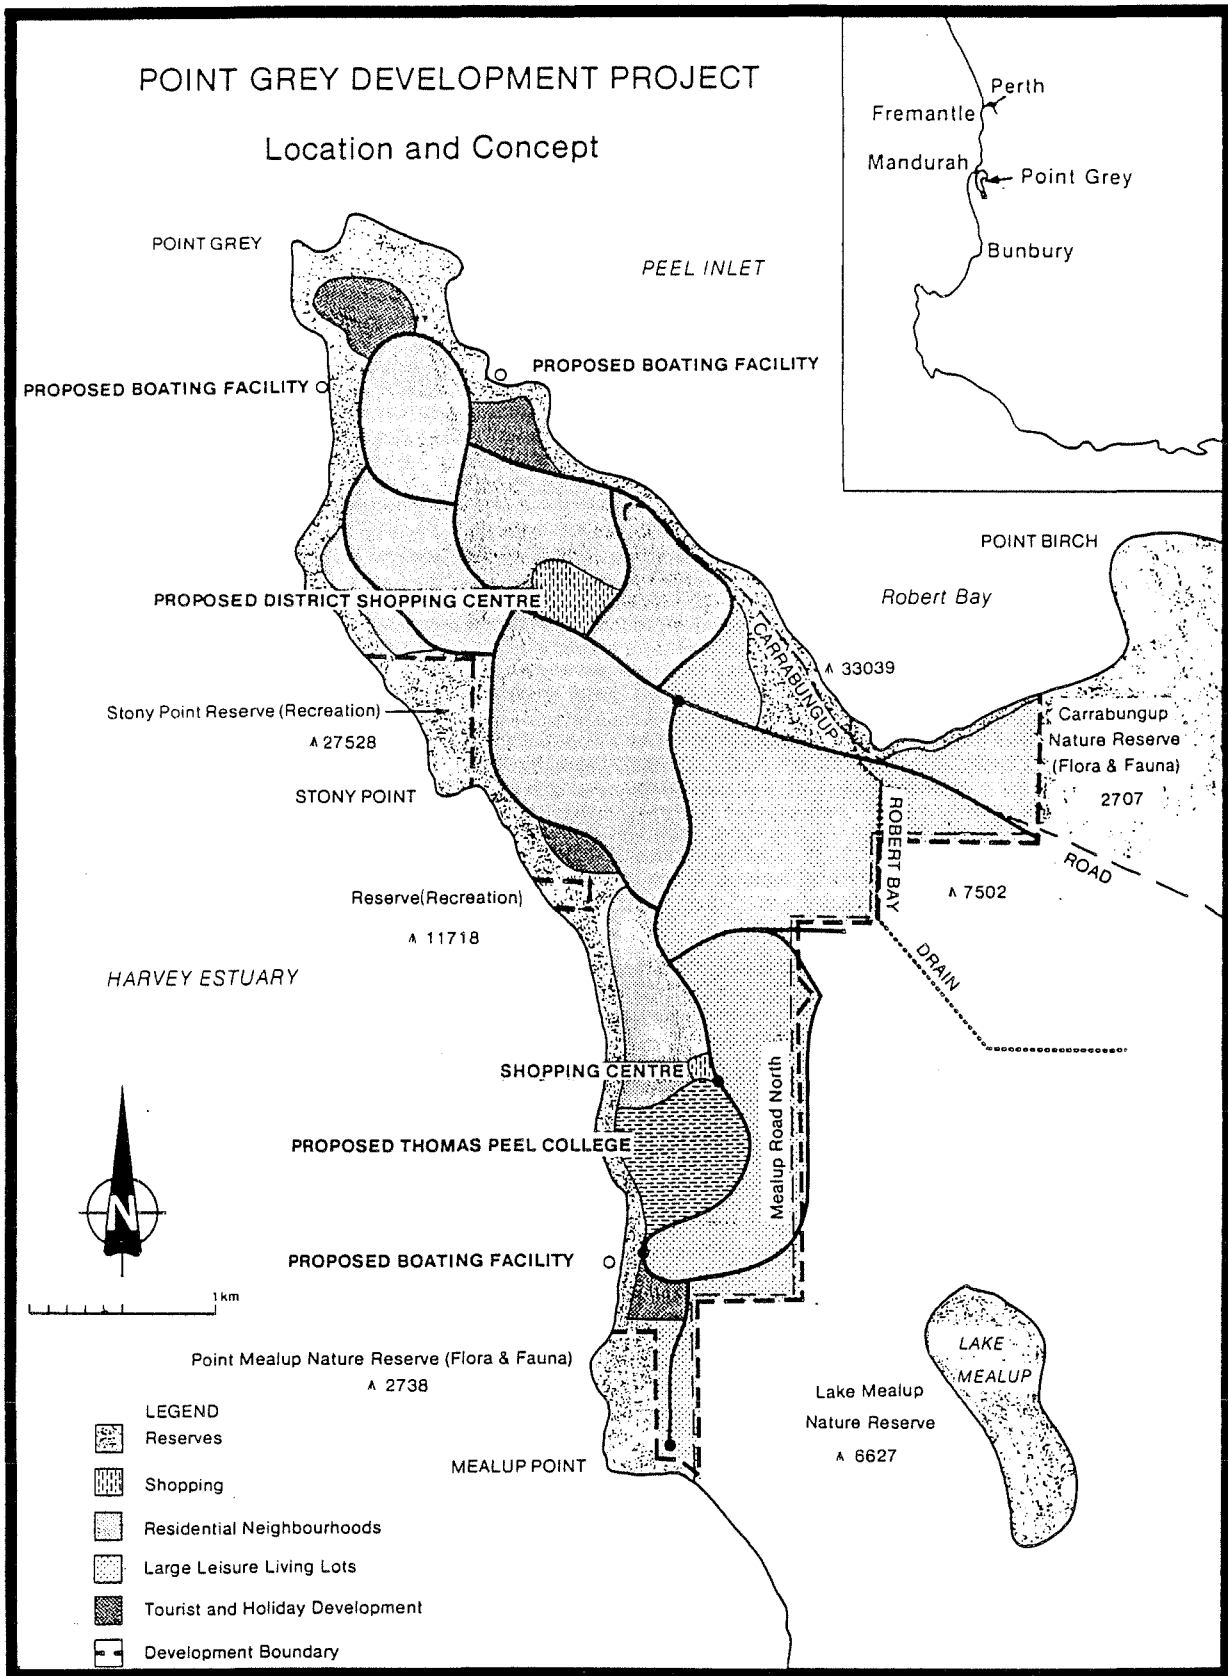 POINT GREY DEVELOPMENT PROJECT
Location and Concept
Perth
Fremantle
Mandurah
Point Grey
Bunbury
POINT GREY
PEEL INLET
PROPOSED BOATING FACILITY
PROPOSED BOATING FACILITY
POINT BIRCH
Robert Bay
PROPOSED DISTRICT SHOPPING CENTRE
CARRABUNGUP
33039
Stony Point Reserve (Recreation)
27528
Carrabungup
Nature Reserve
(Flora & Fauna)
2707
STONY POINT
ROBERT BAY
ROAD
Reserve(Recreation)
11718
7502
HARVEY ESTUARY
DRAIN
SHOPPING CENTRE
Mealup Road North
PROPOSED THOMAS PEEL COLLEGE
N
PROPOSED BOATING FACILITY
1km
Point Mealup Nature Reserve (Flora & Fauna)
2738
LAKE
MEALUP
Lake Mealup
Nature Reserve
6627
MEALUP POINT
LEGEND
Reserves
Shopping
Residential Neighbourhoods
Large Leisure Living Lots
Tourist and Holiday Development
Development Boundary